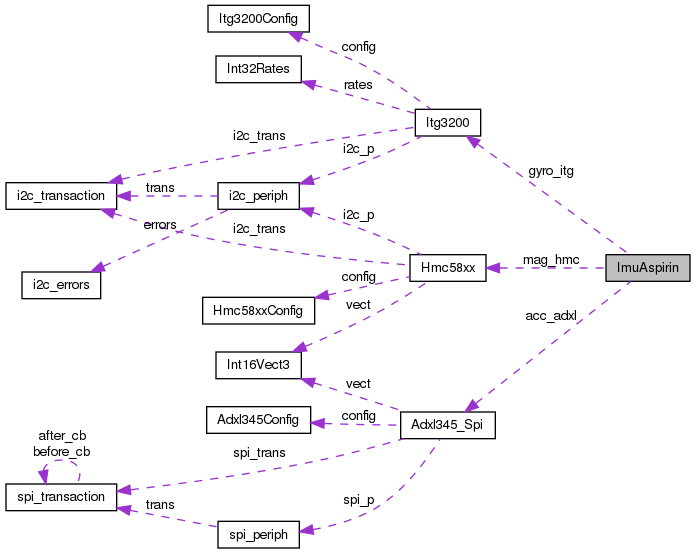 Itg3200Config
config
Int32Rates
rates
Itg3200
i2c_trans
i2c_p
gyro_itg
i2c_transaction
trans
i2c_periph
errors
i2c_trans
i2c_p
mag_hmc
Hmc58xx
ImuAspirin
i2c_errors
config
Hmc58xxConfig
vect
acc_adxl
Int16Vect3
vect
Adxl345Config
config
Adxl345_Spi
after_cb
before_cb
spi_trans
spi_transaction
trans
spi_p
spi_periph